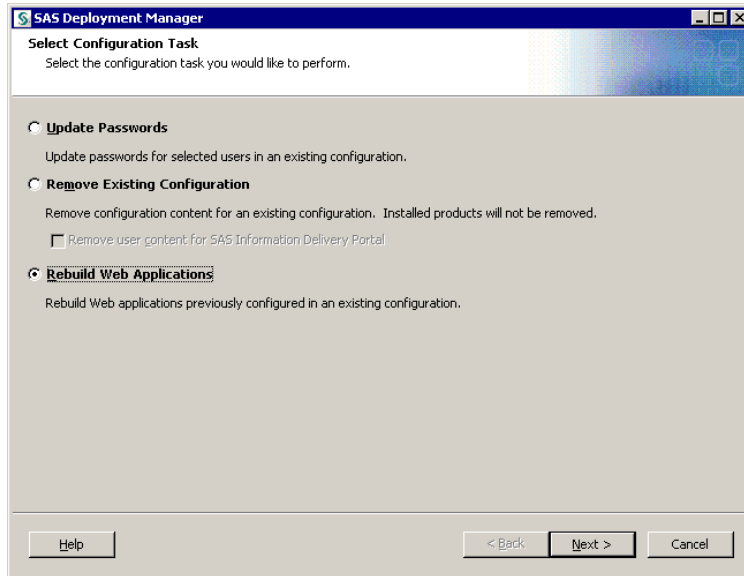 SAS Deployment Manager
Select Configuration Task
Select the configuration task you would like to perform.
Update Passwords
Update passwords for selected users in an existing configuration.
Remove Existing Configuration
Remove configuration content for an existing configuration. Installed products will not be removed.
Remove user content for SAS Information Delivery Portal
Rebuild Web Applications
Rebuild Web applications previously configured in an existing configuration.
Help
< Back
Next >
Cancel